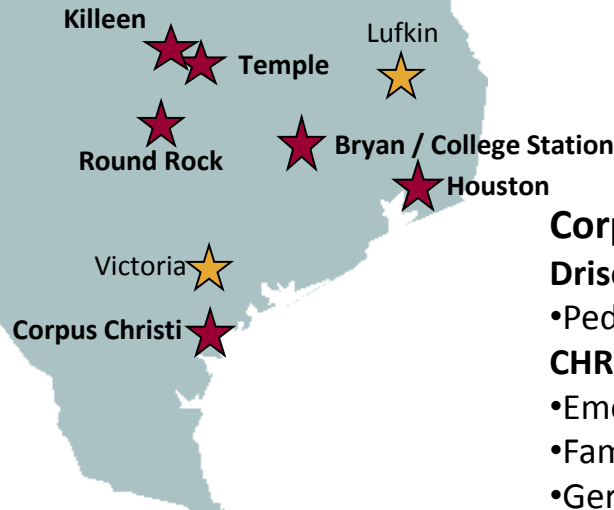 Killeen
Lufkin
Temple
Bryan / College Station
Round Rock
Houston
Victoria
Corpus Christi
•
•
•
•